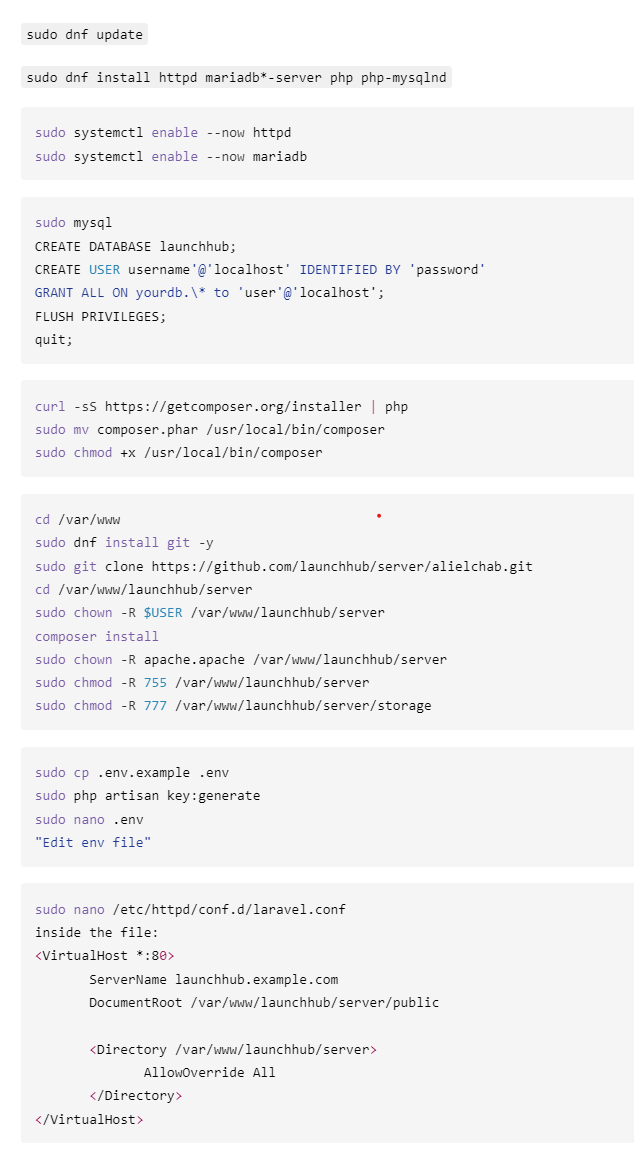 sudo dnf update
sudo dnf install httpd mariadb*-server php php-mysqlnd
sudo systemctl enable --now httpd
sudo systemctl enable --now mariadb
sudo mysql
CREATE DATABASE launchhub;
CREATE USER username'@'localhost' IDENTIFIED BY 'password'
GRANT ALL ON yourdb.\* to 'user'@'localhost';
FLUSH PRIVILEGES;
quit;
curl -sS https://getcomposer.org/installer | php
sudo mv composer.phar /usr/local/bin/composer
sudo chmod +x /usr/local/bin/composer
cd /var/www
sudo dnf install git -y
sudo git clone https://github.com/launchhub/server/alielchab.git
cd /var/www/launchhub/server
sudo chown -R $USER /var/www/launchhub/server
composer install
sudo chown -R apache.apache /var/www/launchhub/server
sudo chmod -R 755 /var/www/launchhub/server
sudo chmod -R 777 /var/www/launchhub/server/storage
sudo cp .env.example .env
sudo php artisan key:generate
sudo nano .env
"Edit env file"
sudo nano /etc/httpd/conf.d/laravel.conf
inside the file:
<VirtualHost *:80>
ServerName launchhub.example.com
DocumentRoot /var/www/launchhub/server/public
<Directory /var/www/launchhub/server>
AllowOverride All
</Directory>
</VirtualHost>